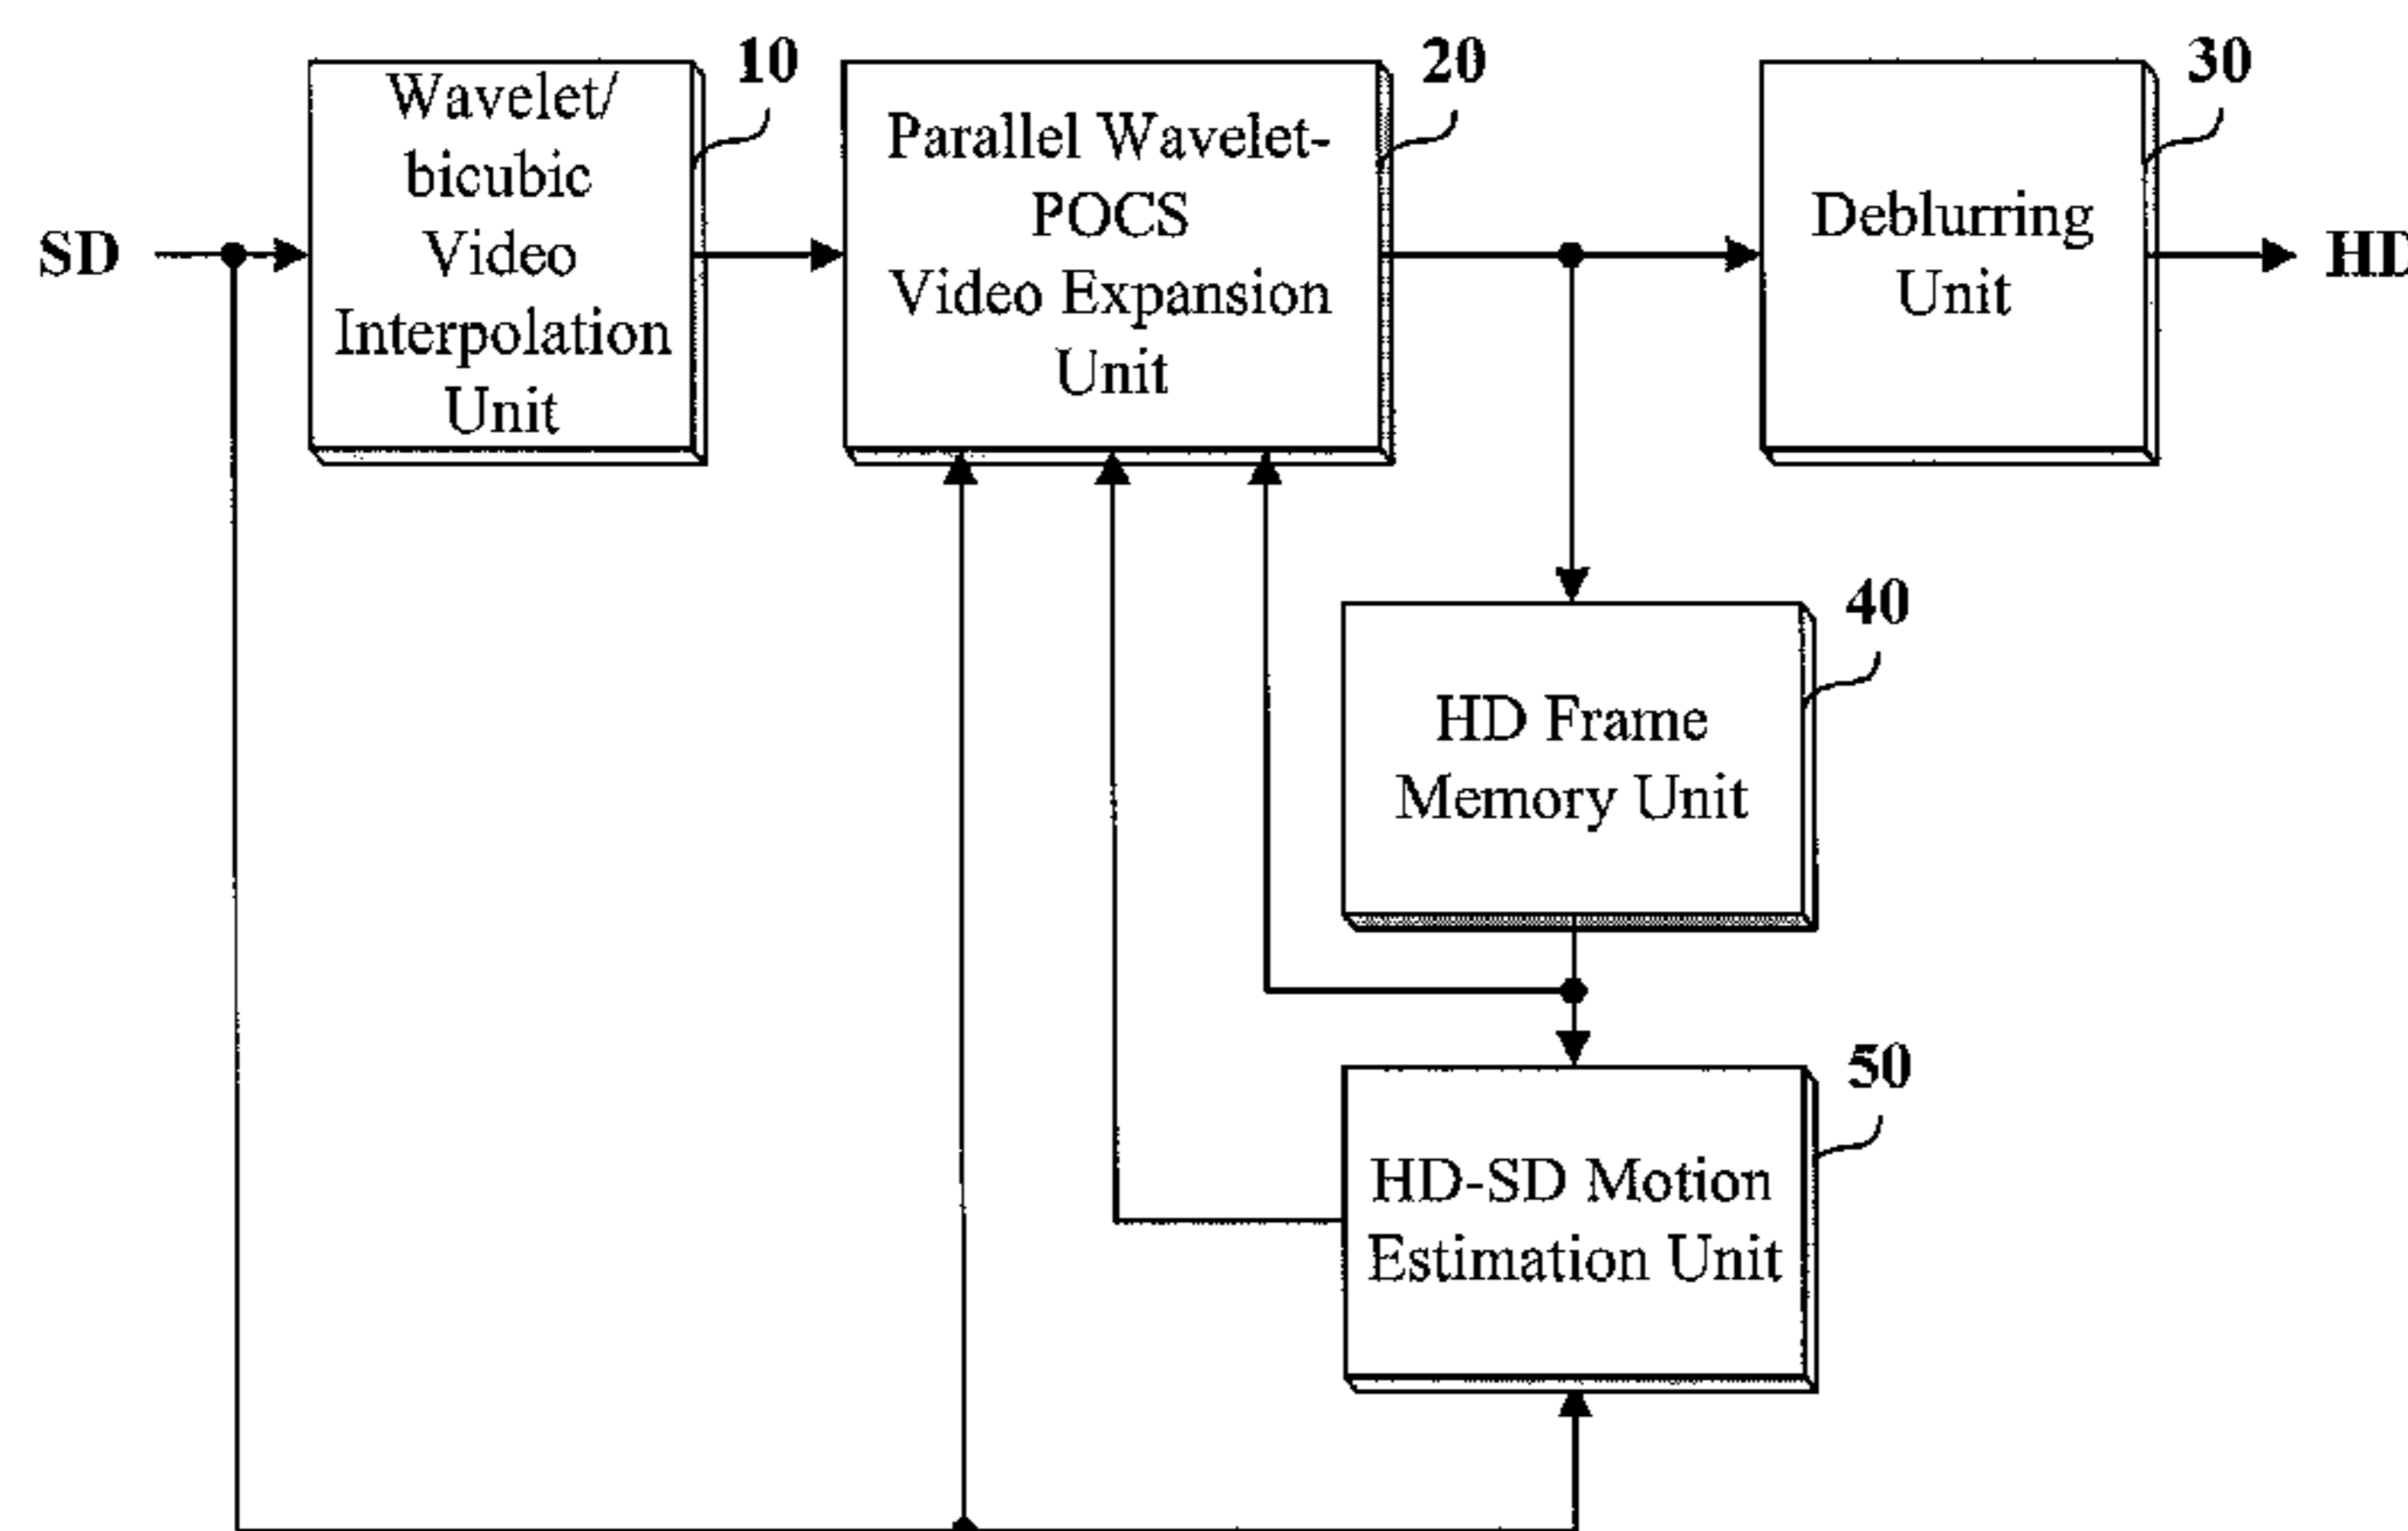 SD
Wavelet/
bicubic
Video
Interpolation
Unit
10
Parallel Wavelet-
POCS
Video Expansion
Unit
20
Deblurring
Unit
30
HD
HD Frame
Memory Unit
40
HD-SD Motion
Estimation Unit
50